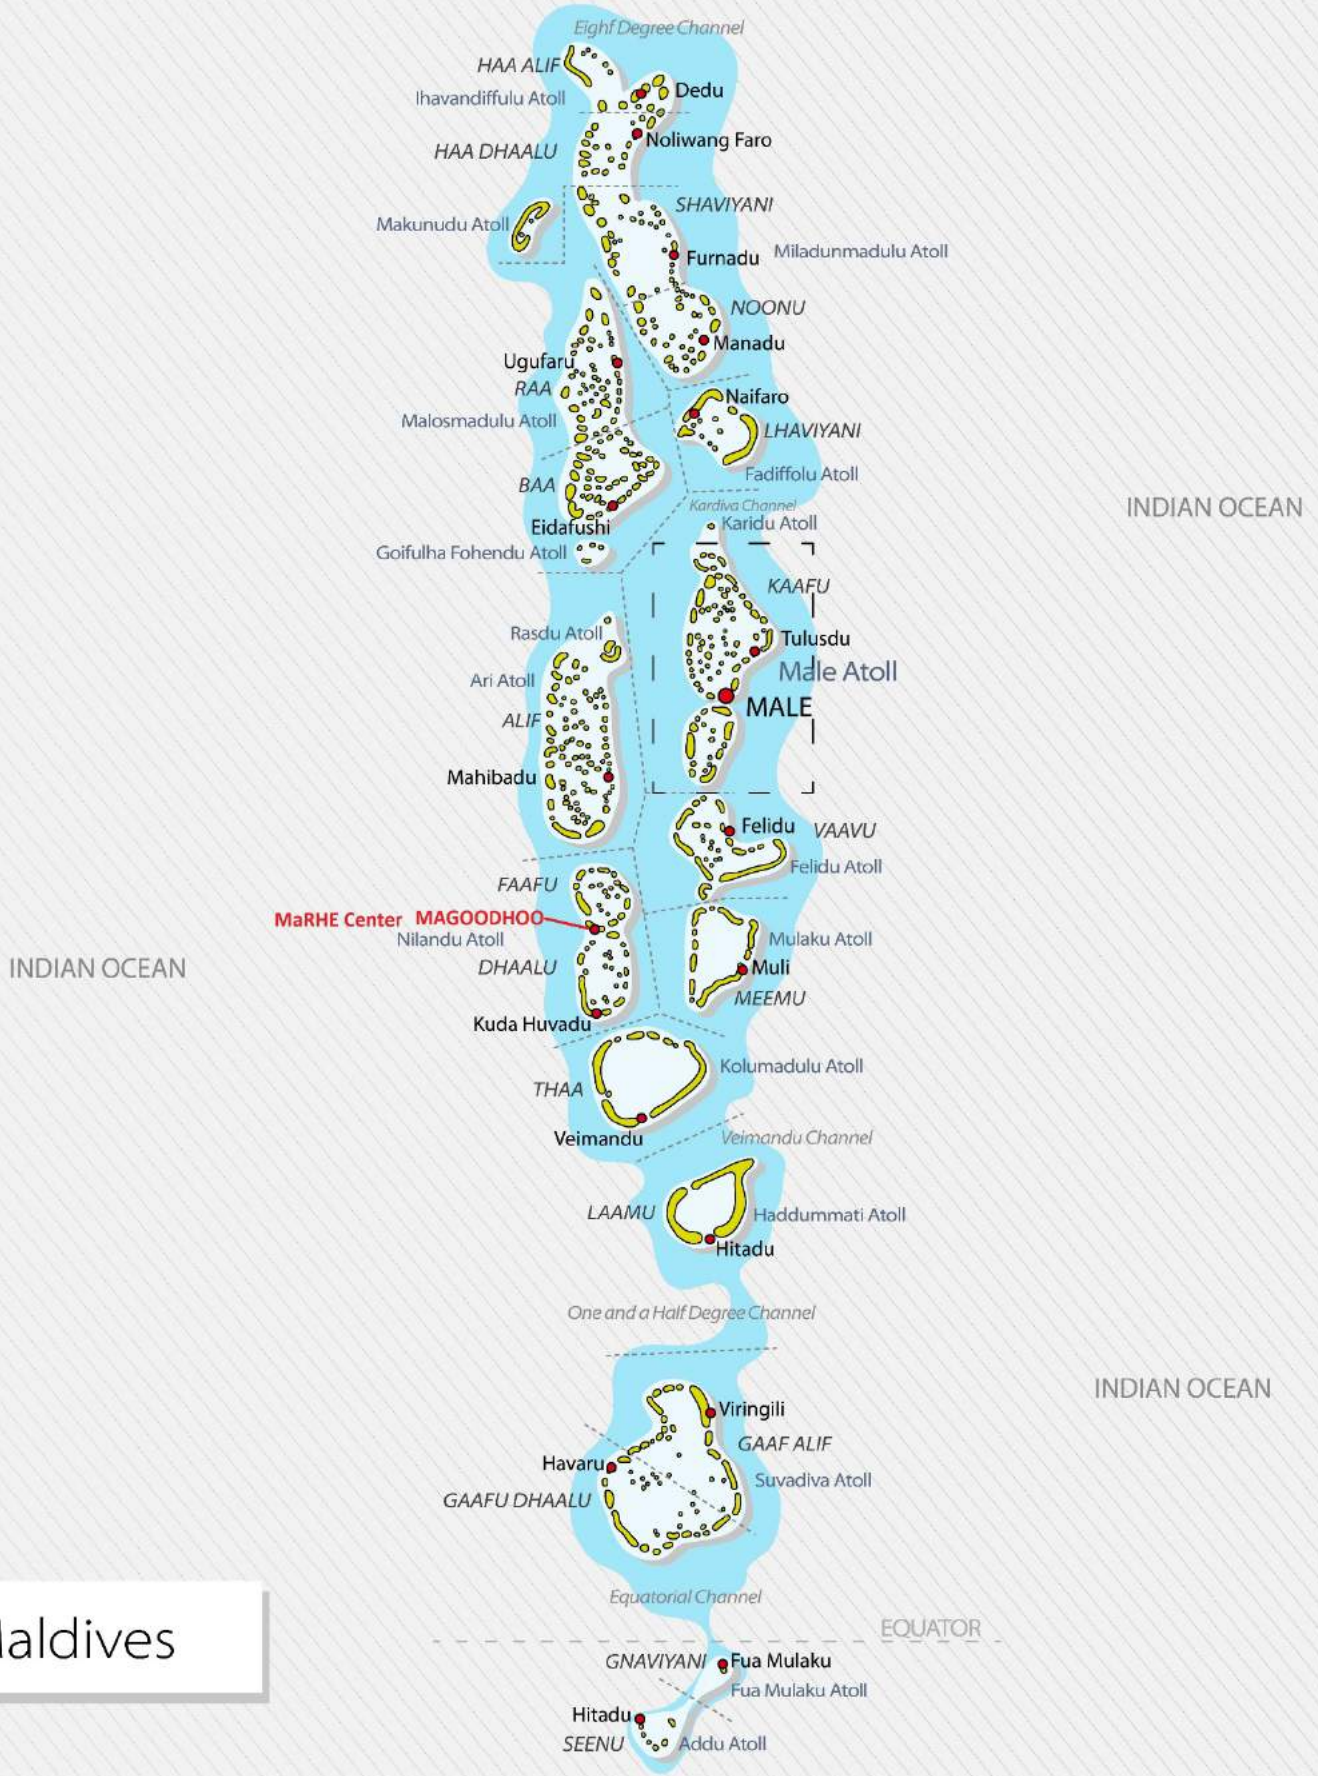 Eighf Degree Channel
HAA ALIF
Dedu
Ihavandiffulu Atoll
Noliwang Faro
HAA DHAALU
SHAVIYANI
Makunudu Atoll
Furnadu
Miladunmadulu Atoll
NOONU
Manadu
Ugufaru
RAA
Naifaro
Malosmadulu Atoll
LHAVIYANI
Fadiffolu Atoll
BAA
Kardiva Channel
INDIAN OCEAN
Eidafushi
Karidu Atoll
Goifulha Fohendu Atoll
KAAFU
Rasdu Atoll
Tulusdu
Male Atoll
Ari Atoll
MALE
ALIF
Mahibadu
Felidu
VAAVU
Felidu Atoll
FAAFU
MaRHE Center MAGOODHOO
Nilandu Atoll
Mulaku Atoll
INDIAN OCEAN
DHAALU
Muli
MEEMU
Kuda Huvadu
Kolumadulu Atoll
THAA
Veimandu
Veimandu Channel
LAAMU
Haddummati Atoll
Hitadu
One and a Half Degree Channel
INDIAN OCEAN
Viringili
GAAF ALIF
Havaru
Suvadiva Atoll
GAAFU DHAALU
Equatorial Channel
EQUATOR
aldives
GNAVIYANI
Fua Mulaku
Fua Mulaku Atoll
Hitadu
SEENU
Addu Atoll